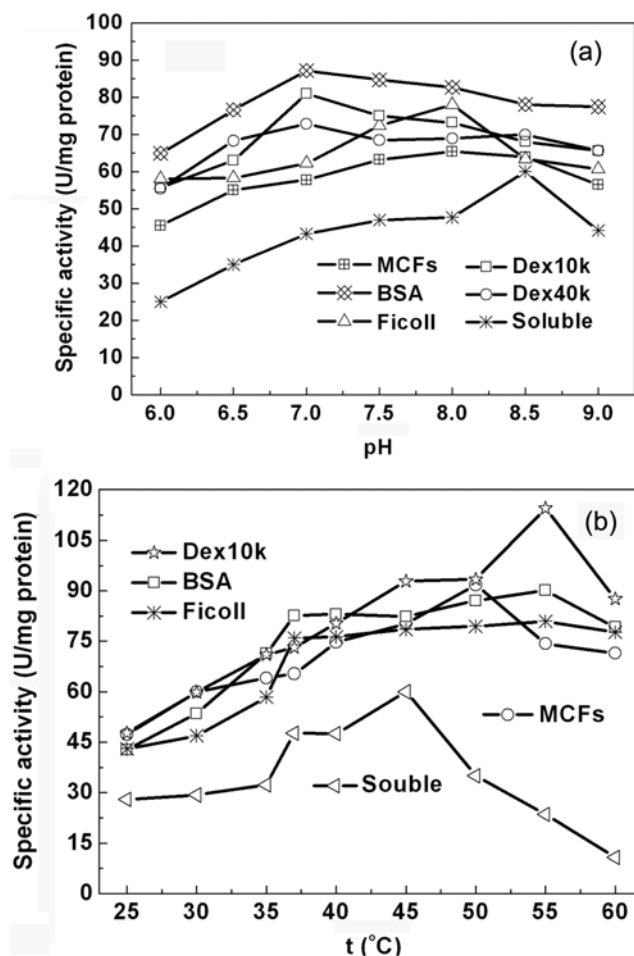 (a)
Specific activity (U/mg protein)
100
90
80
70
60
50
40
30
20
10
0
MCFs
Dex10k
BSA
Dex40k
Ficoll
Soluble
6.0 6.5 7.0 7.5 8.0 8.5 9.0
pH
(b)
Specific activity (U/mg protein)
120
105
90
75
60
45
30
15
0
Dex10k
BSA
Ficoll
MCFs
Souble
25 30 35 40 45 50 55 60
t (°C)